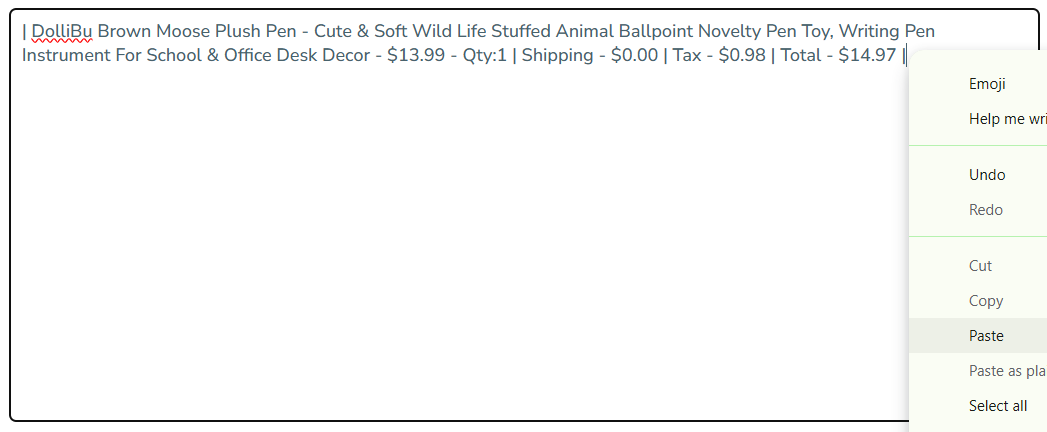 | DolliBu Brown Moose Plush Pen - Cute & Soft Wild Life Stuffed Animal Ballpoint Novelty Pen Toy, Writing Pen
Instrument For School & Office Desk Decor - $13.99 - Qty:1 | Shipping - $0.00 | Tax - $0.98 | Total - $14.97 |
Emoji
Help me wri
Undo
Redo
Cut
Copy
Paste
Paste as pla
Select all